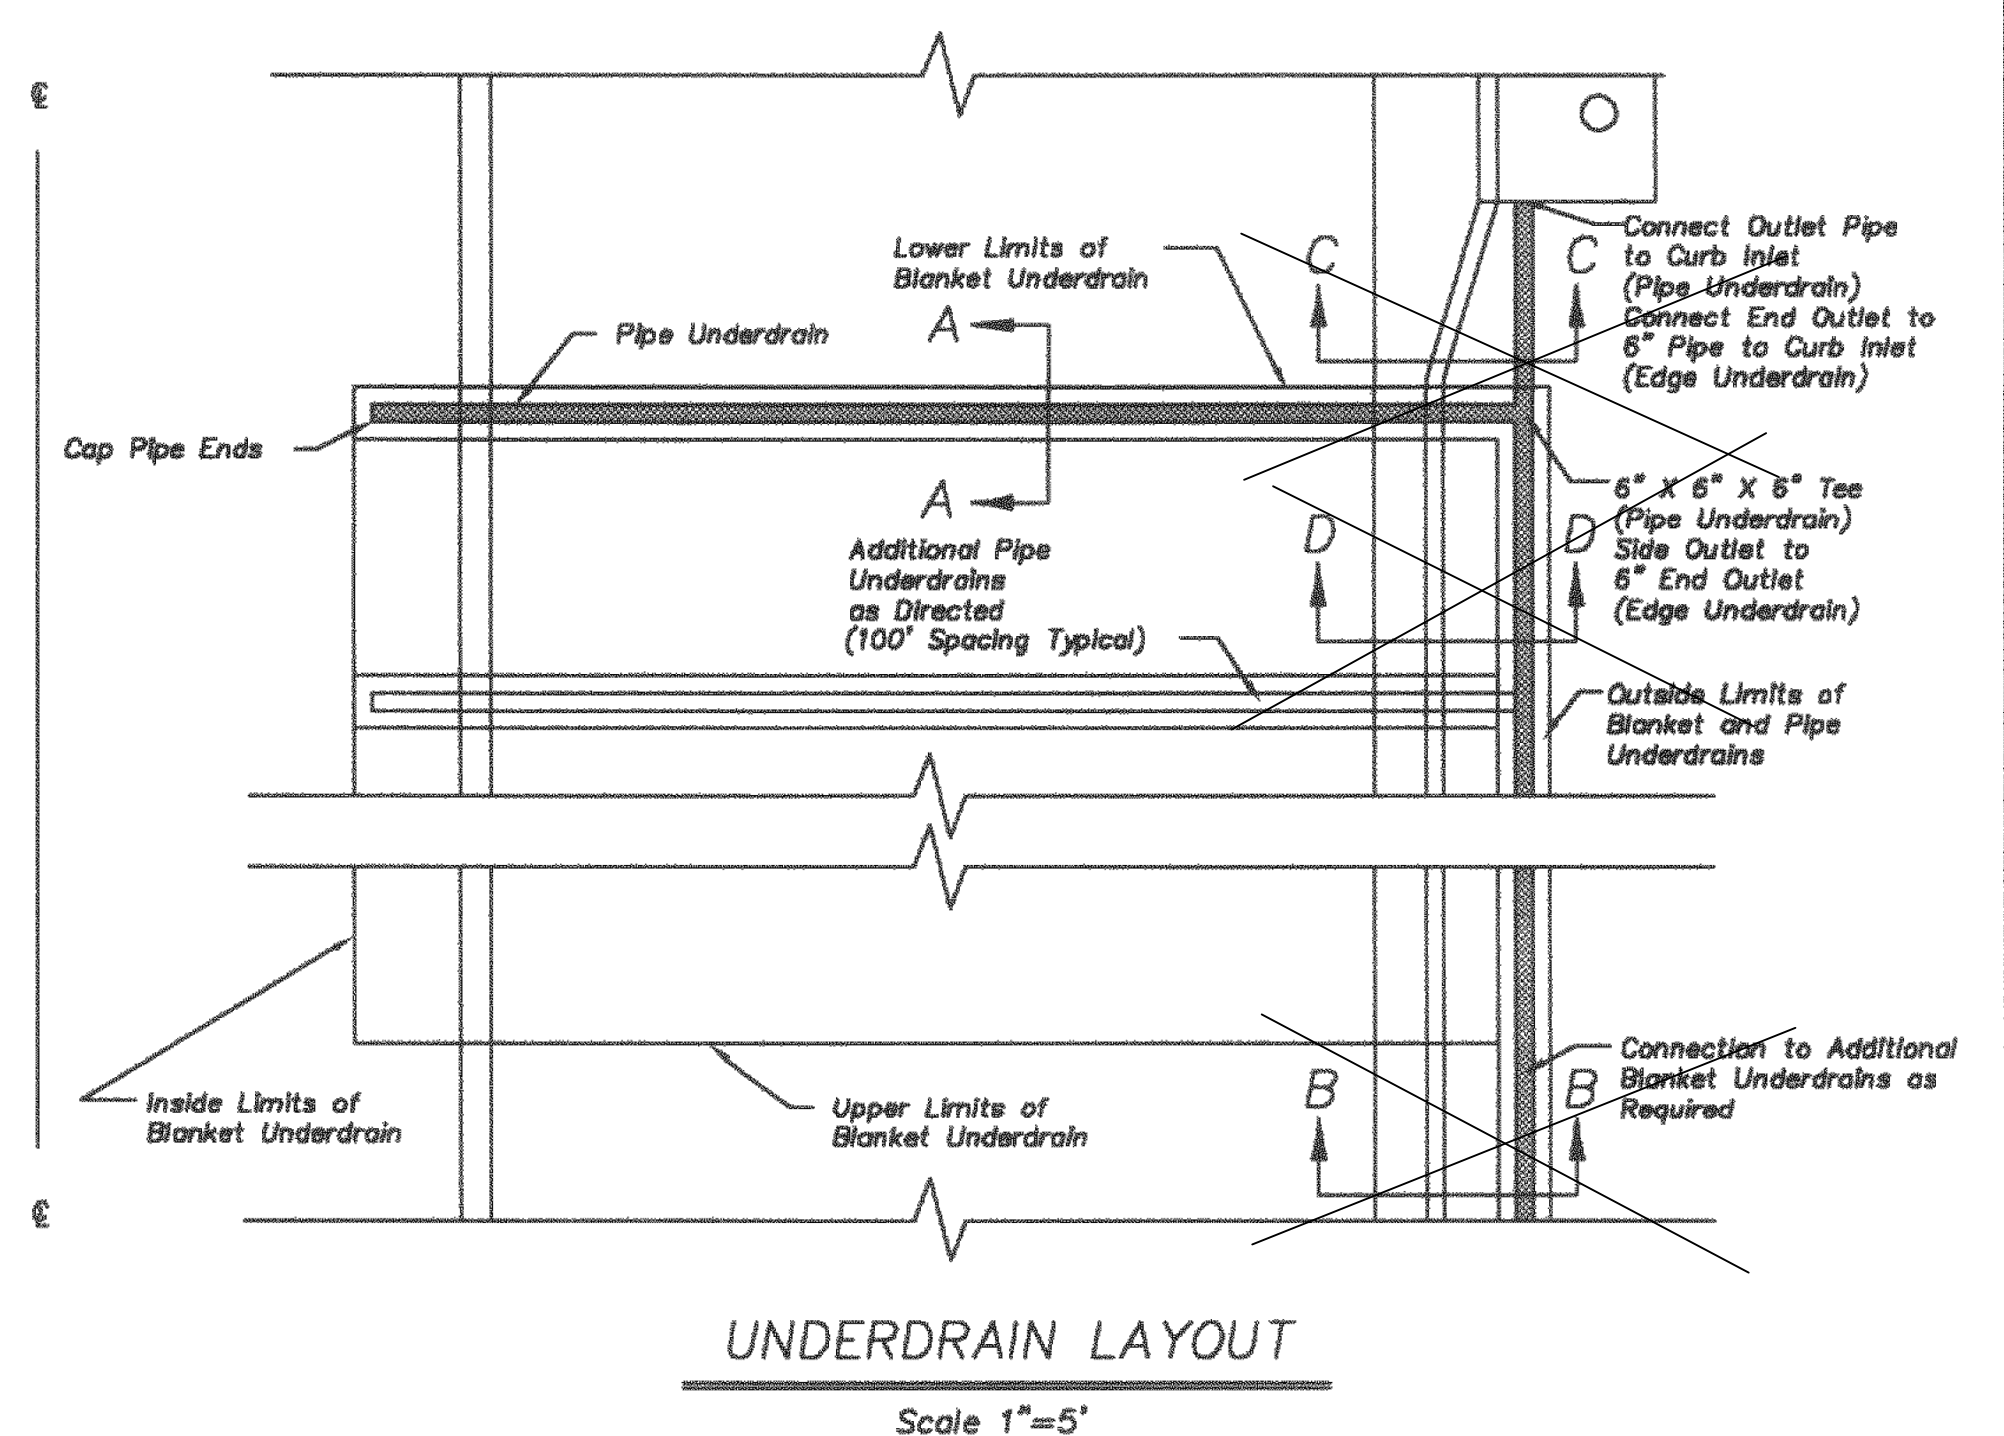 ℄
Connect Outlet Pipe
to Curb Inlet
(Pipe Underdrain)
Connect End Outlet to
6" Pipe to Curb Inlet
(Edge Underdrain)
Lower Limits of
Blanket Underdrain
C
C
A
Pipe Underdrain
Cap Pipe Ends
A
6" X 6" X 6" Tee
(Pipe Underdrain)
Side Outlet to
6" End Outlet
(Edge Underdrain)
D
D
Additional Pipe
Underdrains
as Directed
(100' Spacing Typical)
Outside Limits of
Blanket and Pipe
Underdrains
Connection to Additional
Blanket Underdrains as
Required
B
B
Inside Limits of
Blanket Underdrain
Upper Limits of
Blanket Underdrain
℄
UNDERDRAIN LAYOUT
Scale 1"=5'